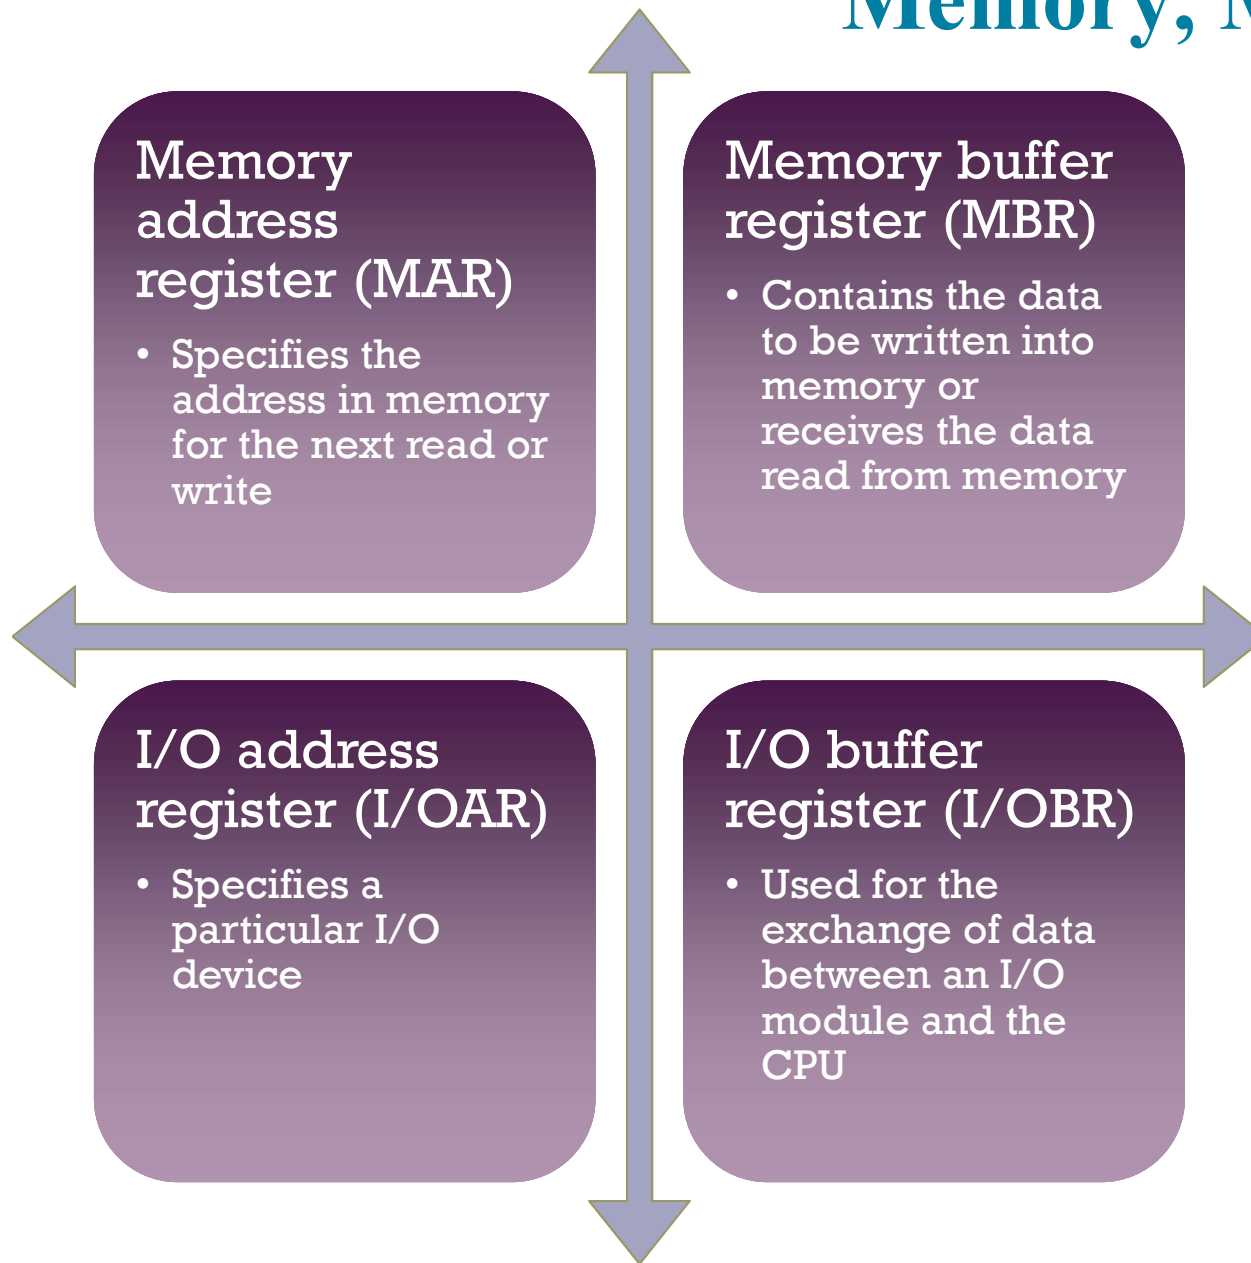 Memory,
Memory
address
register (MAR)
• Specifies the
address in memory
for the next read or
write
Memory buffer
register (MBR)
• Contains the data
to be written into
memory or
receives the data
read from memory
I/O address
register (I/OAR)
• Specifies a
particular I/O
device
I/O buffer
register (I/OBR)
• Used for the
exchange of data
between an I/O
module and the
CPU